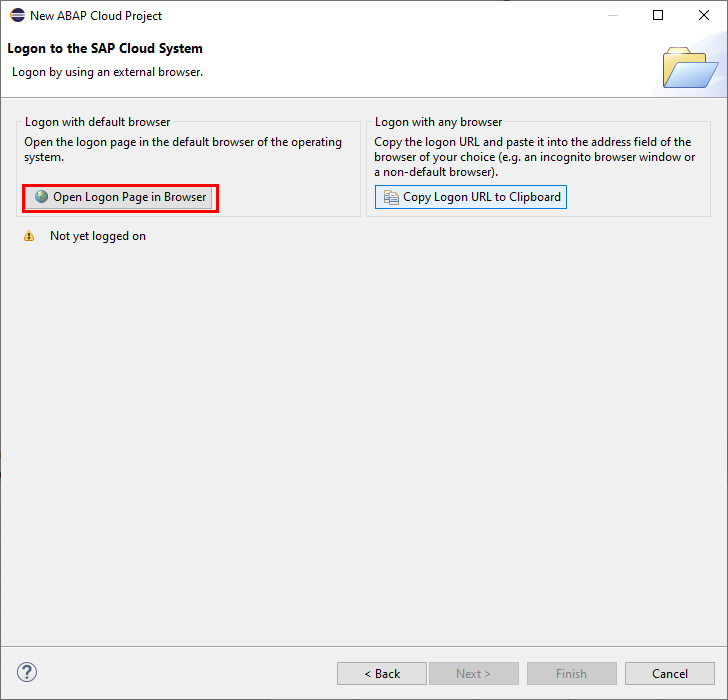 New ABAP Cloud Project
Logon to the SAP Cloud System
Logon by using an external browser.
Logon with default browser
Open the logon page in the default browser of the operating
system.
Open Logon Page in Browser
Logon with any browser
Copy the logon URL and paste it into the address field of the
browser of your choice (e.g. an incognito browser window or
a non-default browser).
Copy Logon URL to Clipboard
Not yet logged on
?
< Back
Next >
Finish
Cancel